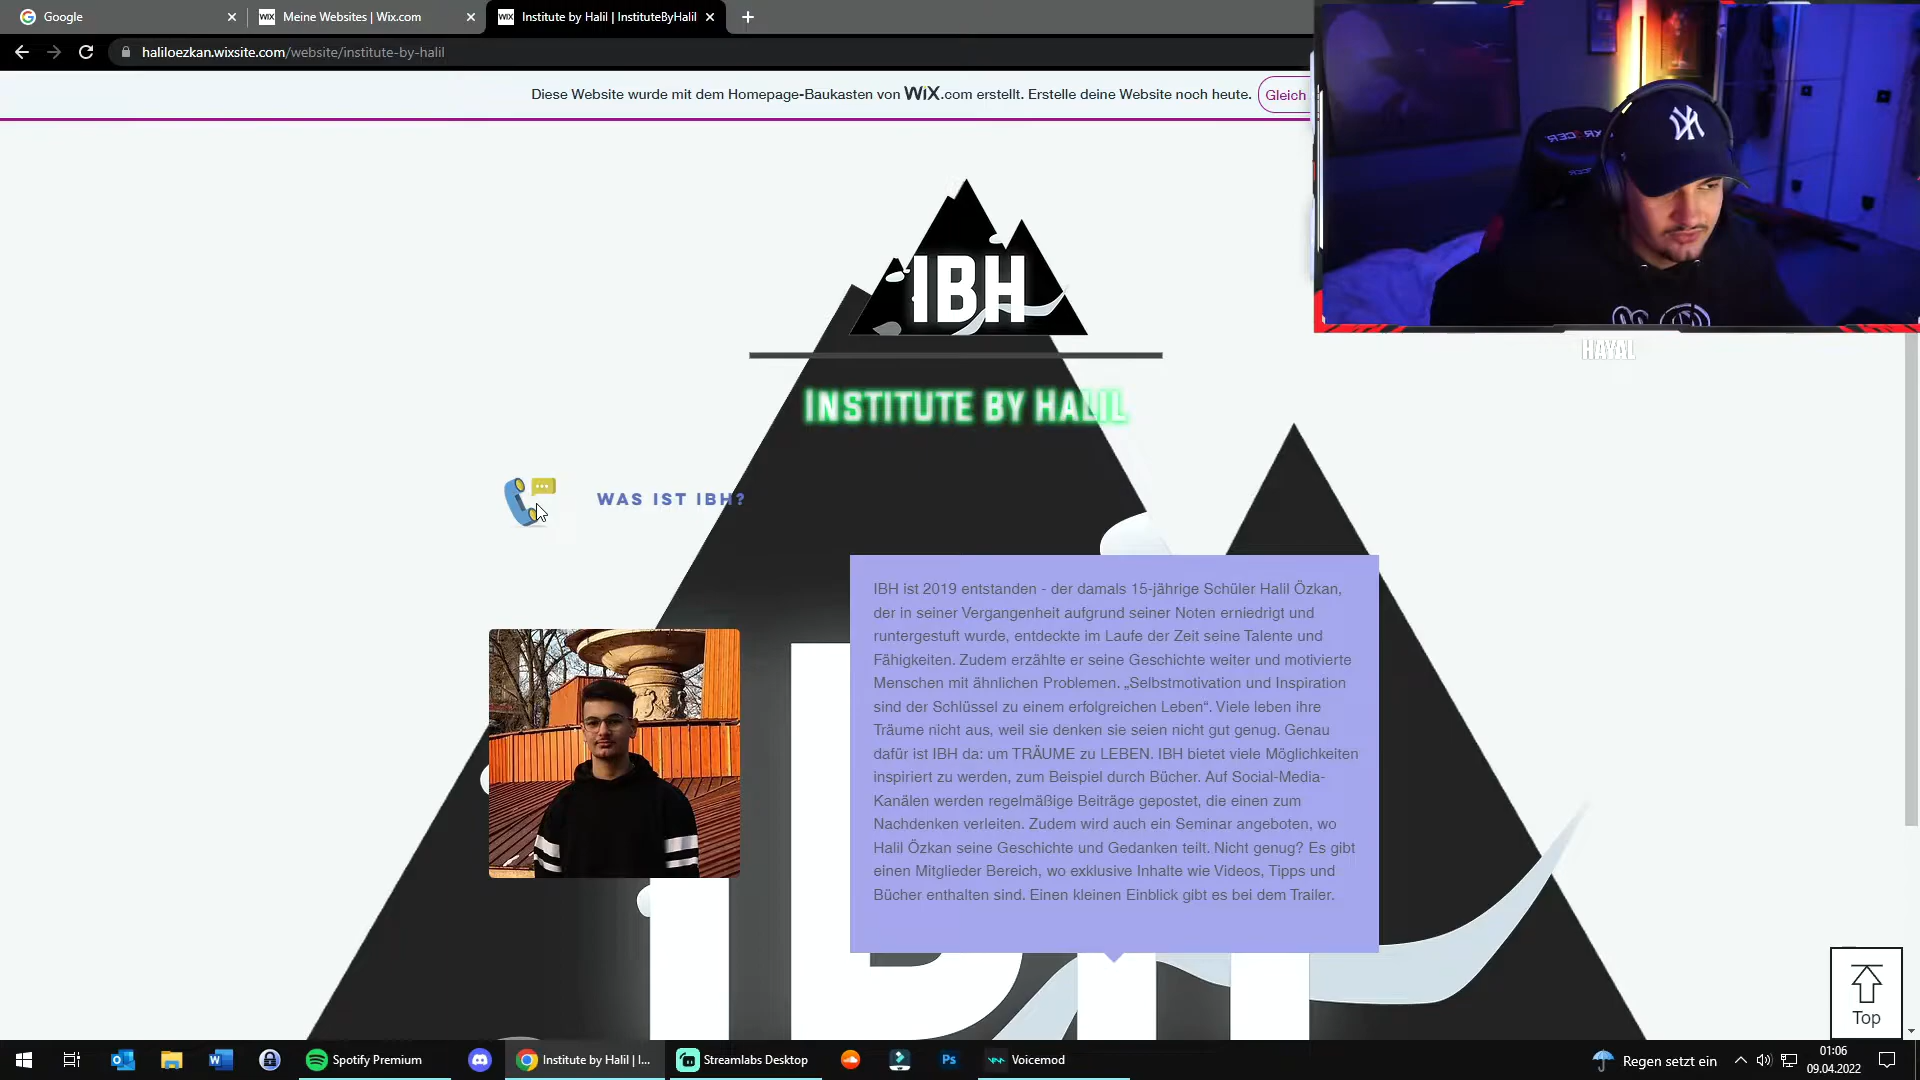 Google
WiX Meine Websites | Wix.com
WiX Institute by Halil | InstituteByHalil
haliloezkan.wixsite.com/website/institute-by-halil
Diese Website wurde mit dem Homepage-Baukasten von WiX.com erstellt. Erstelle deine Website noch heute.
Gleich
IBH
INSTITUTE BY HALIL
HAYAL
WAS IST IBH?
IBH ist 2019 entstanden - der damals 15-jährige Schüler Halil Özkan,
der in seiner Vergangenheit aufgrund seiner Noten erniedrigt und
runtergestuft wurde, entdeckte im Laufe der Zeit seine Talente und
Fähigkeiten. Zudem erzählte er seine Geschichte weiter und motivierte
Menschen mit ähnlichen Problemen. „Selbstmotivation und Inspiration
sind der Schlüssel zu einem erfolgreichen Leben“. Viele leben ihre
Träume nicht aus, weil sie denken sie seien nicht gut genug. Genau
dafür ist IBH da: um TRÄUME zu LEBEN. IBH bietet viele Möglichkeiten
inspiriert zu werden, zum Beispiel durch Bücher. Auf Social-Media-
Kanälen werden regelmäßige Beiträge gepostet, die einen zum
Nachdenken verleiten. Zudem wird auch ein Seminar angeboten, wo
Halil Özkan seine Geschichte und Gedanken teilt. Nicht genug? Es gibt
einen Mitglieder Bereich, wo exklusive Inhalte wie Videos, Tipps und
Bücher enthalten sind. Einen kleinen Einblick gibt es bei dem Trailer.
Top
Spotify Premium
Institute by Halil | I...
Streamlabs Desktop
Ps
Voicemod
Regen setzt ein
01:06
09.04.2022